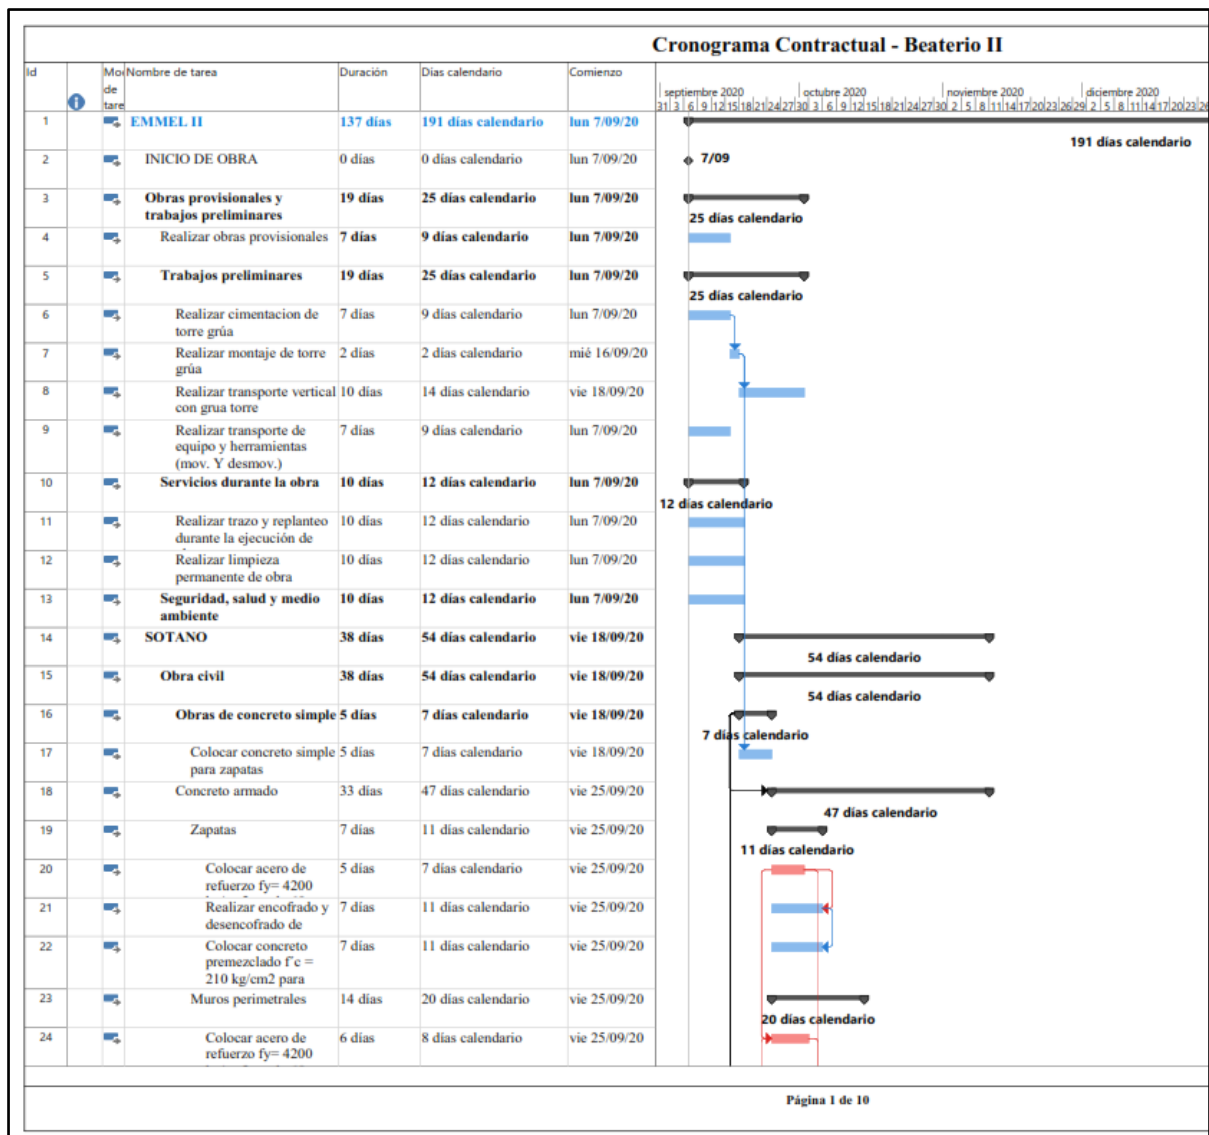 Cronograma Contractual - Beaterio II
Id Mo de tare Nombre de tarea Duración Días calendario Comienzo
septiembre 2020 octubre 2020 noviembre 2020 diciembre 2020
31 3 6 9 12 15 18 21 24 27 30 3 6 9 12 15 18 21 24 27 30 2 5 8 11 14 17 20 23 26 29 2 5 8 11 14 17 20 23 26
1 EMMEL II 137 días 191 días calendario lun 7/09/20
191 días calendario
2 INICIO DE OBRA 0 días 0 días calendario lun 7/09/20 7/09
3 Obras provisionales y 19 días 25 días calendario lun 7/09/20
trabajos preliminares
25 días calendario
4 Realizar obras provisionales 7 días 9 días calendario lun 7/09/20
5 Trabajos preliminares 19 días 25 días calendario lun 7/09/20
25 días calendario
6 Realizar cimentacion de 7 días 9 días calendario lun 7/09/20
torre grúa
7 Realizar montaje de torre 2 días 2 días calendario mié 16/09/20
grúa
8 Realizar transporte vertical 10 días 14 días calendario vie 18/09/20
con grua torre
9 Realizar transporte de 7 días 9 días calendario lun 7/09/20
equipo y herramientas
(mov. Y desmov.)
10 Servicios durante la obra 10 días 12 días calendario lun 7/09/20
12 días calendario
11 Realizar trazo y replanteo 10 días 12 días calendario lun 7/09/20
durante la ejecución de
12 Realizar limpieza 10 días 12 días calendario lun 7/09/20
permanente de obra
13 Seguridad, salud y medio 10 días 12 días calendario lun 7/09/20
ambiente
14 SOTANO 38 días 54 días calendario vie 18/09/20
54 días calendario
15 Obra civil 38 días 54 días calendario vie 18/09/20
54 días calendario
16 Obras de concreto simple 5 días 7 días calendario vie 18/09/20
7 días calendario
17 Colocar concreto simple 5 días 7 días calendario vie 18/09/20
para zapatas
18 Concreto armado 33 días 47 días calendario vie 25/09/20
47 días calendario
19 Zapatas 7 días 11 días calendario vie 25/09/20
11 días calendario
20 Colocar acero de 5 días 7 días calendario vie 25/09/20
refuerzo fy= 4200
21 Realizar encofrado y 7 días 11 días calendario vie 25/09/20
desencofrado de
22 Colocar concreto 7 días 11 días calendario vie 25/09/20
premezclado f´c =
210 kg/cm2 para
23 Muros perimetrales 14 días 20 días calendario vie 25/09/20
20 días calendario
24 Colocar acero de 6 días 8 días calendario vie 25/09/20
refuerzo fy= 4200
Página 1 de 10